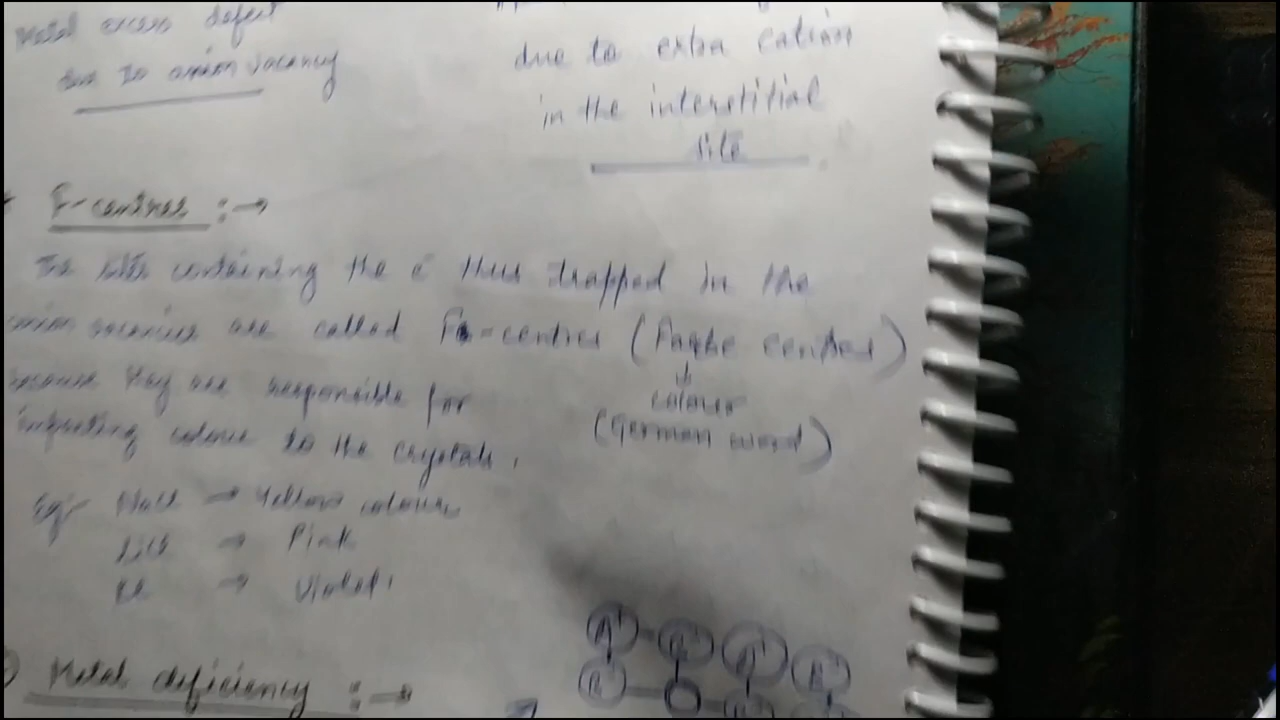 Metal excess defect
due to anion vacancy
due to extra cation
in the interstitial
site
F-centres :→
The sites containing the e⁻ thus trapped in the
anion vacancies are called F-centres (Farbe centres)
because they are responsible for
↓
colour
imparting colour to the crystals.
(German word)
Eg:- NaCl → Yellow colour
LiCl → Pink
KCl → Violet
Metal deficiency :→
A⁺ B⁻ A⁺ B⁻
B⁻